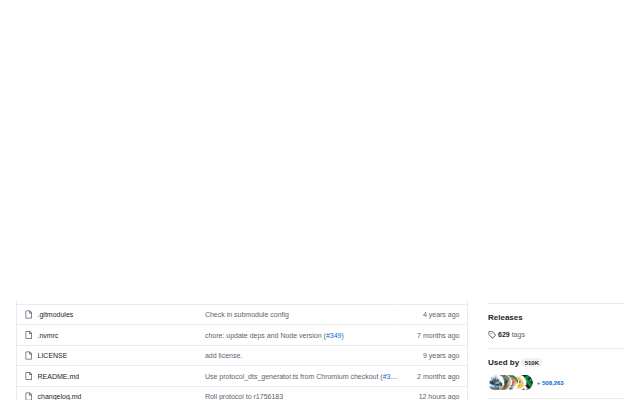 .gitmodules Check in submodule config 4 years ago
.nvmrc chore: update deps and Node version (#349) 7 months ago
LICENSE add license. 9 years ago
README.md Use protocol_dts_generator.ts from Chromium checkout (#3... 2 months ago
changelog.md Roll protocol to r1756183 12 hours ago
Releases
629 tags
Used by 510K
+ 508,263